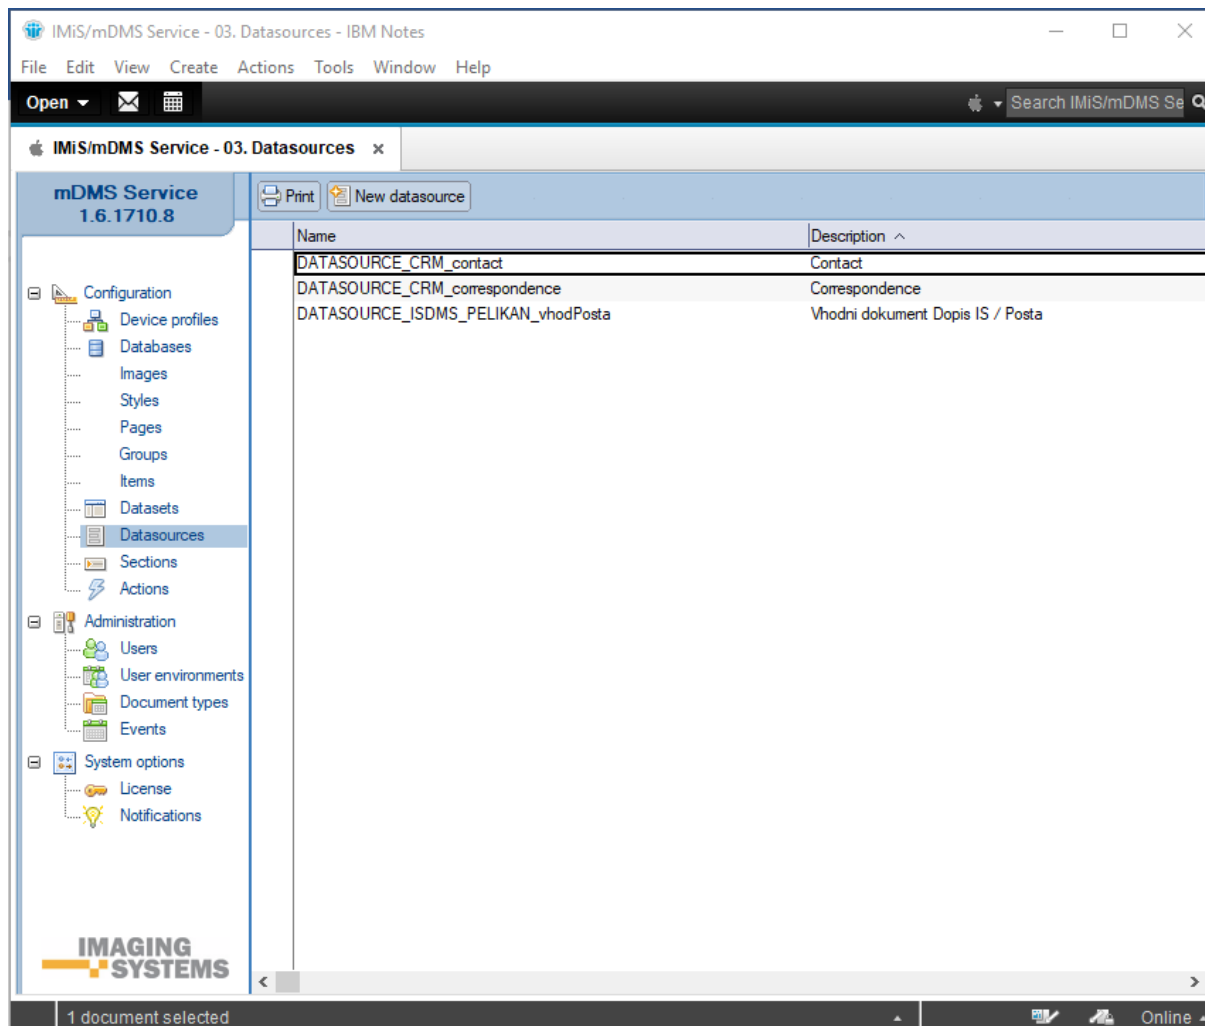 IMiS/mDMS Service - 03. Datasources - IBM Notes
File Edit View Create Actions Tools Window Help
Open Search IMiS/mDMS Se
IMiS/mDMS Service - 03. Datasources x
mDMS Service
1.6.1710.8
Print New datasource
Name Description
DATASOURCE_CRM_contact Contact
DATASOURCE_CRM_correspondence Correspondence
DATASOURCE_ISDMS_PELIKAN_vhodPosta Vhodni dokument Dopis IS / Posta
Configuration
Device profiles
Databases
Images
Styles
Pages
Groups
Items
Datasets
Datasources
Sections
Actions
Administration
Users
User environments
Document types
Events
System options
License
Notifications
IMAGING
SYSTEMS
1 document selected Online